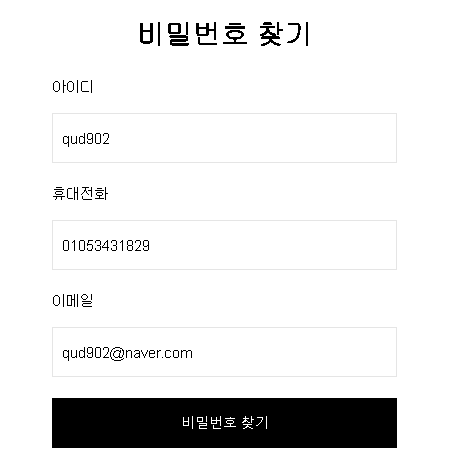 비밀번호 찾기
아이디
qud902
휴대전화
01053431829
이메일
qud902@naver.com
비밀번호 찾기